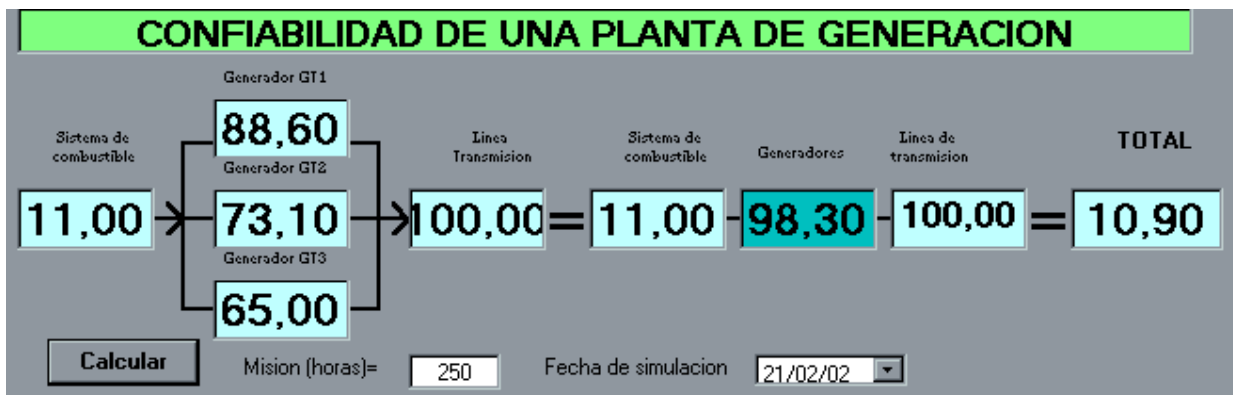 CONFIABILIDAD DE UNA PLANTA DE GENERACION
Generador GT1
88,60
Sistema de
combustible
11,00
Generador GT2
73,10
Generador GT3
65,00
Linea
Transmision
100,00
=
Sistema de
combustible
11,00
-
Generadores
98,30
-
Linea de
transmision
100,00
=
TOTAL
10,90
Calcular
Mision (horas)=
250
Fecha de simulacion
21/02/02